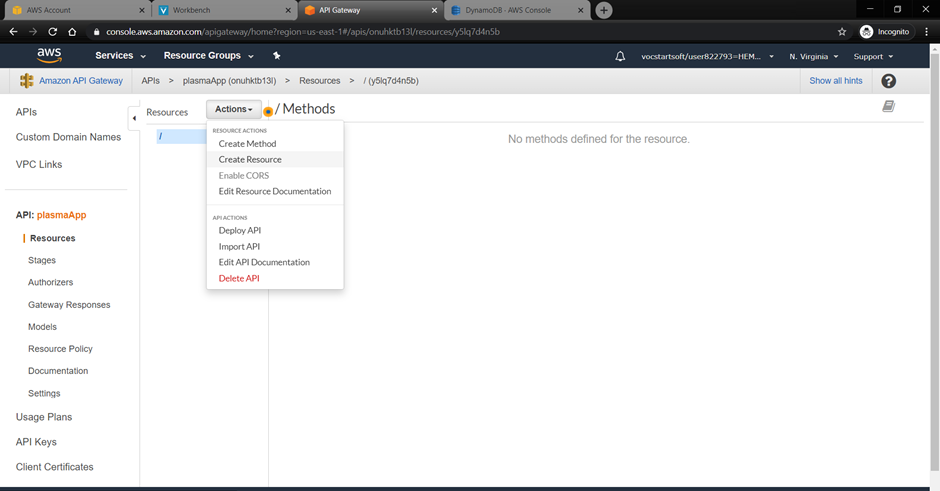 AWS Account
Workbench
API Gateway
DynamoDB - AWS Console
console.aws.amazon.com/apigateway/home?region=us-east-1#/apis/onuhktb13l/resources/y5lq7d4n5b
Incognito
aws
Services
Resource Groups
vocstartsoft/user822793=HEM...
N. Virginia
Support
Amazon API Gateway
APIs > plasmaApp (onuhktb13l) > Resources > / (y5lq7d4n5b)
Show all hints
?
APIs
Custom Domain Names
VPC Links
API: plasmaApp
Resources
Stages
Authorizers
Gateway Responses
Models
Resource Policy
Documentation
Settings
Usage Plans
API Keys
Client Certificates
Resources
/
Actions
/ Methods
RESOURCE ACTIONS
Create Method
Create Resource
Enable CORS
Edit Resource Documentation
API ACTIONS
Deploy API
Import API
Edit API Documentation
Delete API
No methods defined for the resource.